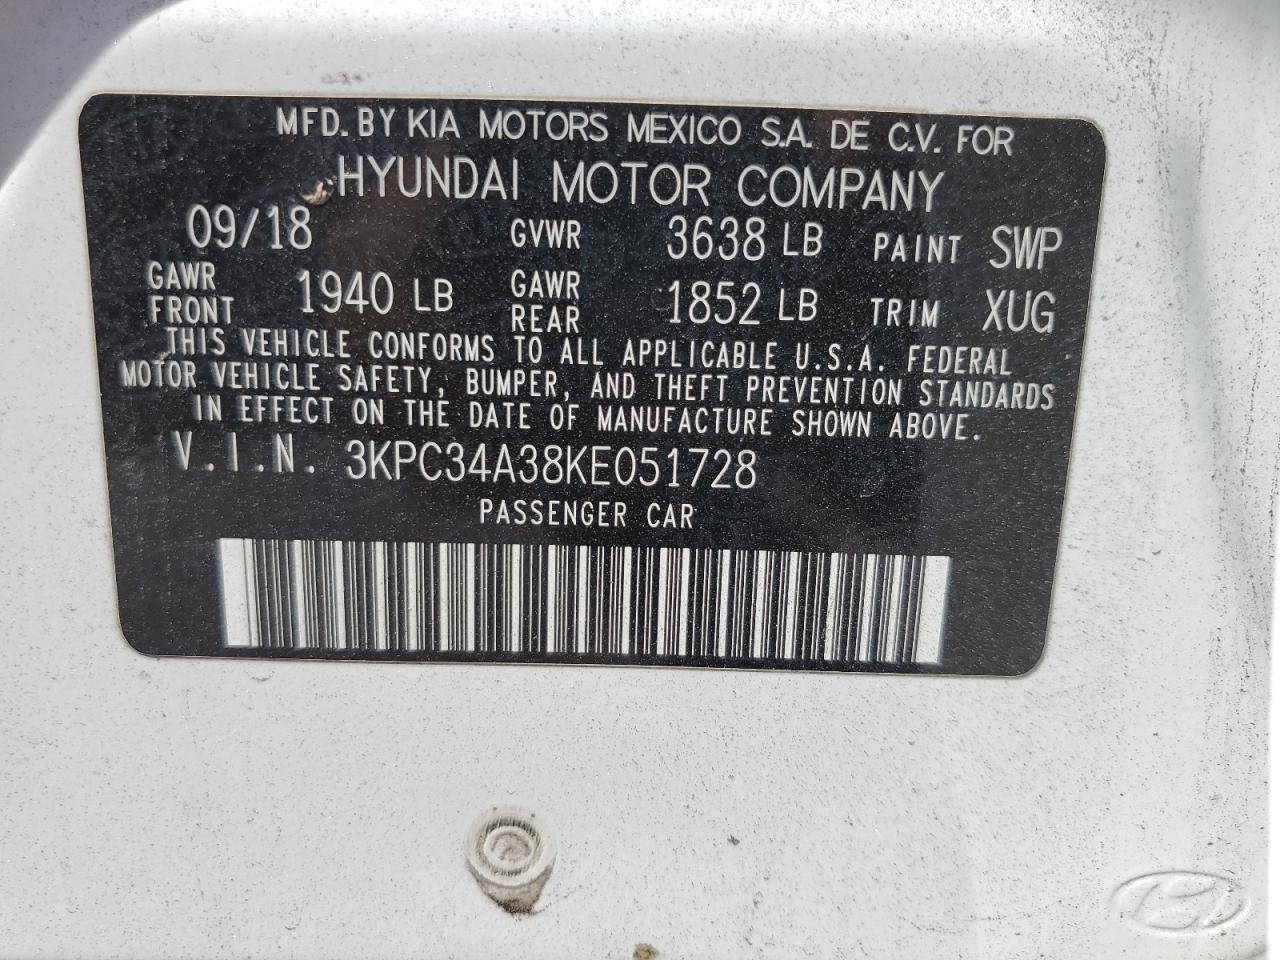 MFD. BY KIA MOTORS MEXICO S.A. DE C.V. FOR
HYUNDAI MOTOR COMPANY
09/18 GVWR 3638 LB PAINT SWP
GAWR FRONT 1940 LB GAWR REAR 1852 LB TRIM XUG
THIS VEHICLE CONFORMS TO ALL APPLICABLE U.S.A. FEDERAL
MOTOR VEHICLE SAFETY, BUMPER, AND THEFT PREVENTION STANDARDS
IN EFFECT ON THE DATE OF MANUFACTURE SHOWN ABOVE.
V.I.N. 3KPC34A38KE051728
PASSENGER CAR